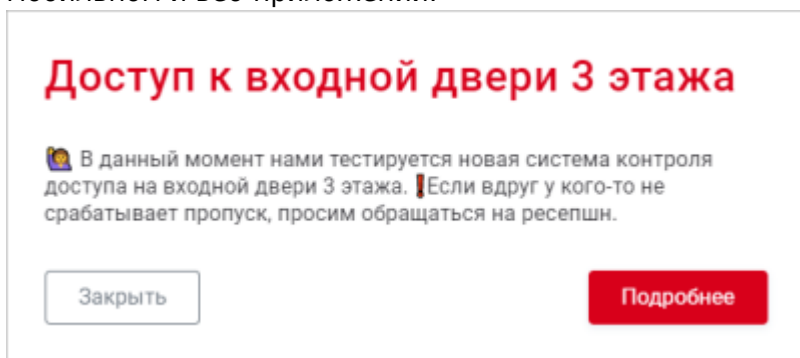 Доступ к входной двери 3 этажа
🙋 В данный момент нами тестируется новая система контроля
доступа на входной двери 3 этажа. ❗Если вдруг у кого-то не
срабатывает пропуск, просим обращаться на ресепшн.
Закрыть
Подробнее